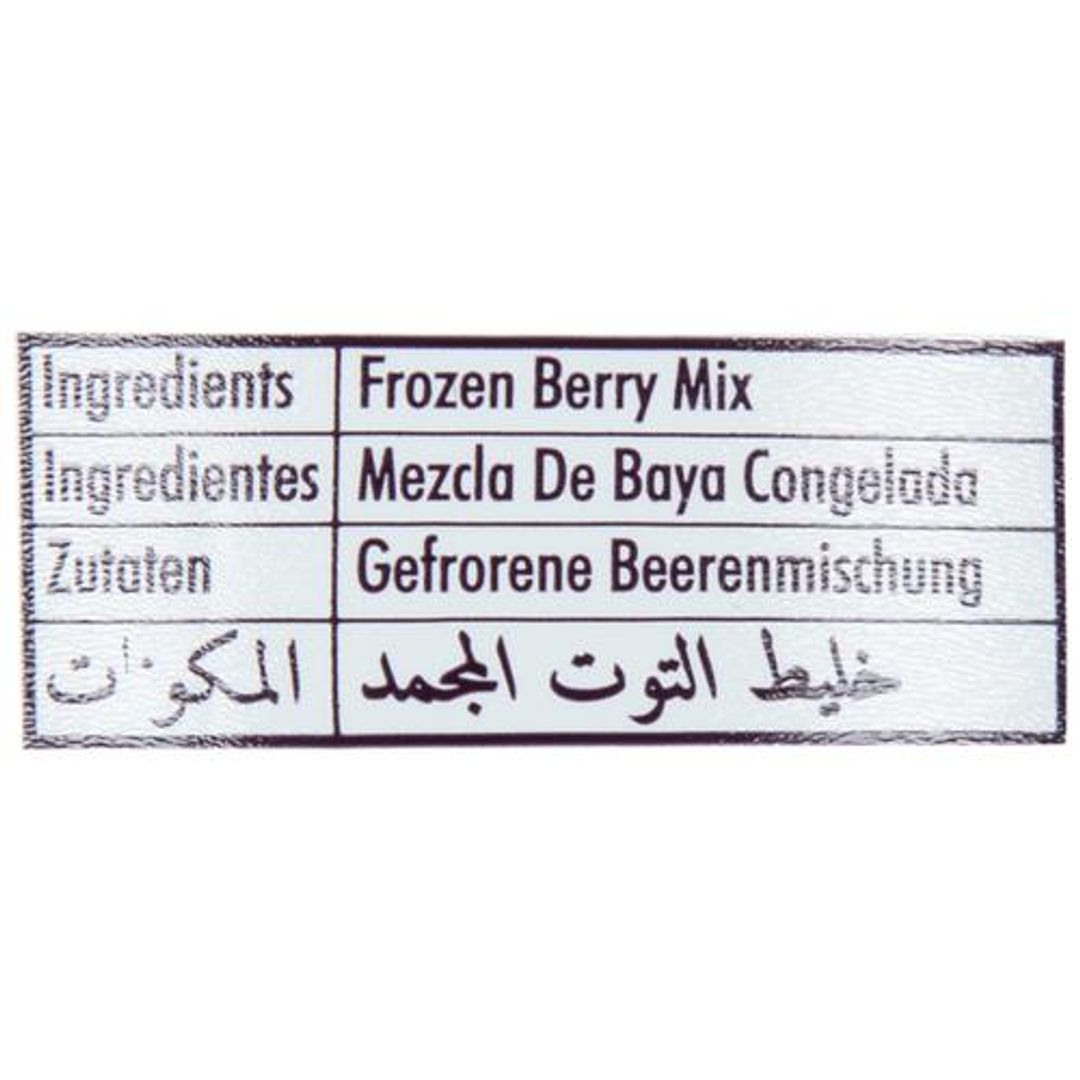 Ingredients Frozen Berry Mix
Ingredientes Mezcla De Baya Congelada
Zutaten Gefrorene Beerenmischung
المكونات خليط التوت المجمد